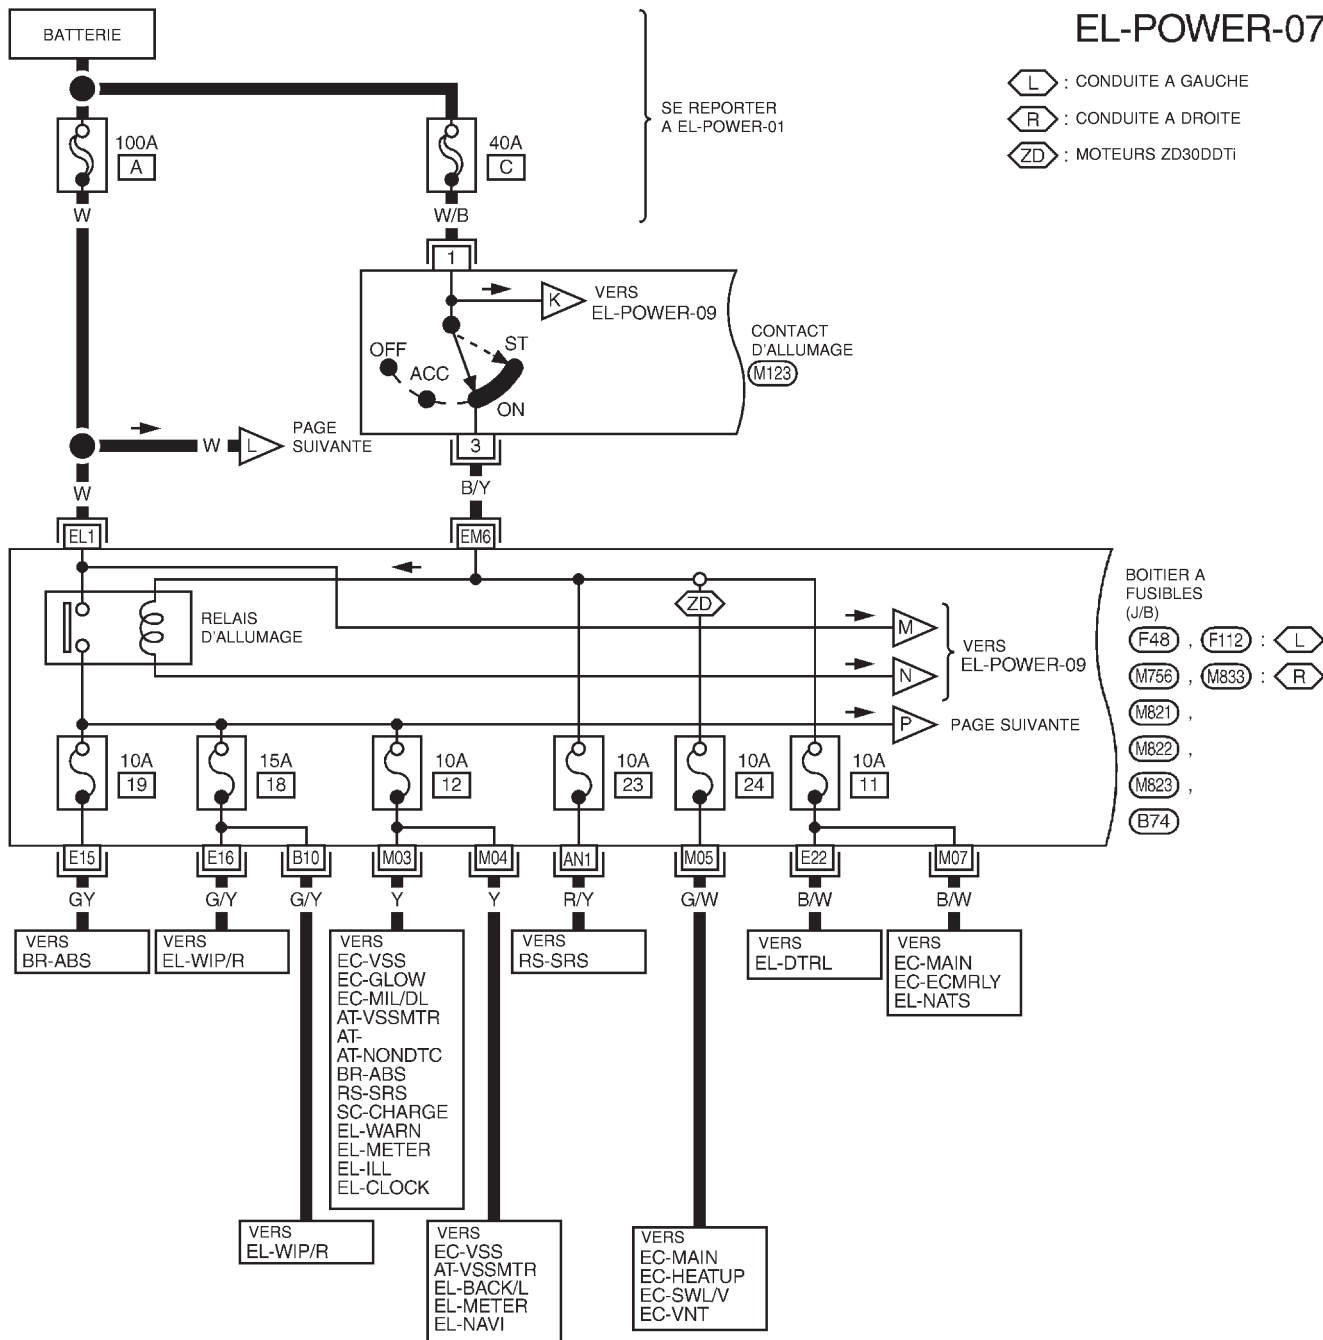 EL-POWER-07
BATTERIE
L : CONDUITE A GAUCHE
R : CONDUITE A DROITE
ZD : MOTEURS ZD30DDTi
SE REPORTER
A EL-POWER-01
100A
A
40A
C
W
W/B
1
K
VERS
EL-POWER-09
OFF
ACC
ST
ON
CONTACT
D'ALLUMAGE
M123
W
L
PAGE
SUIVANTE
3
W
B/Y
EL1
EM6
ZD
RELAIS
D'ALLUMAGE
M
N
VERS
EL-POWER-09
P
PAGE SUIVANTE
BOITIER A
FUSIBLES
(J/B)
F48 , F112 : L
M756 , M833 : R
M821 ,
M822 ,
M823 ,
B74
10A
19
15A
18
10A
12
10A
23
10A
24
10A
11
E15
E16
B10
M03
M04
AN1
M05
E22
M07
GY
G/Y
G/Y
Y
Y
R/Y
G/W
B/W
B/W
VERS
BR-ABS
VERS
EL-WIP/R
VERS
EC-VSS
EC-GLOW
EC-MIL/DL
AT-VSSMTR
AT-
AT-NONDTC
BR-ABS
RS-SRS
SC-CHARGE
EL-WARN
EL-METER
EL-ILL
EL-CLOCK
VERS
RS-SRS
VERS
EL-DTRL
VERS
EC-MAIN
EC-ECMRLY
EL-NATS
VERS
EL-WIP/R
VERS
EC-VSS
AT-VSSMTR
EL-BACK/L
EL-METER
EL-NAVI
VERS
EC-MAIN
EC-HEATUP
EC-SWL/V
EC-VNT